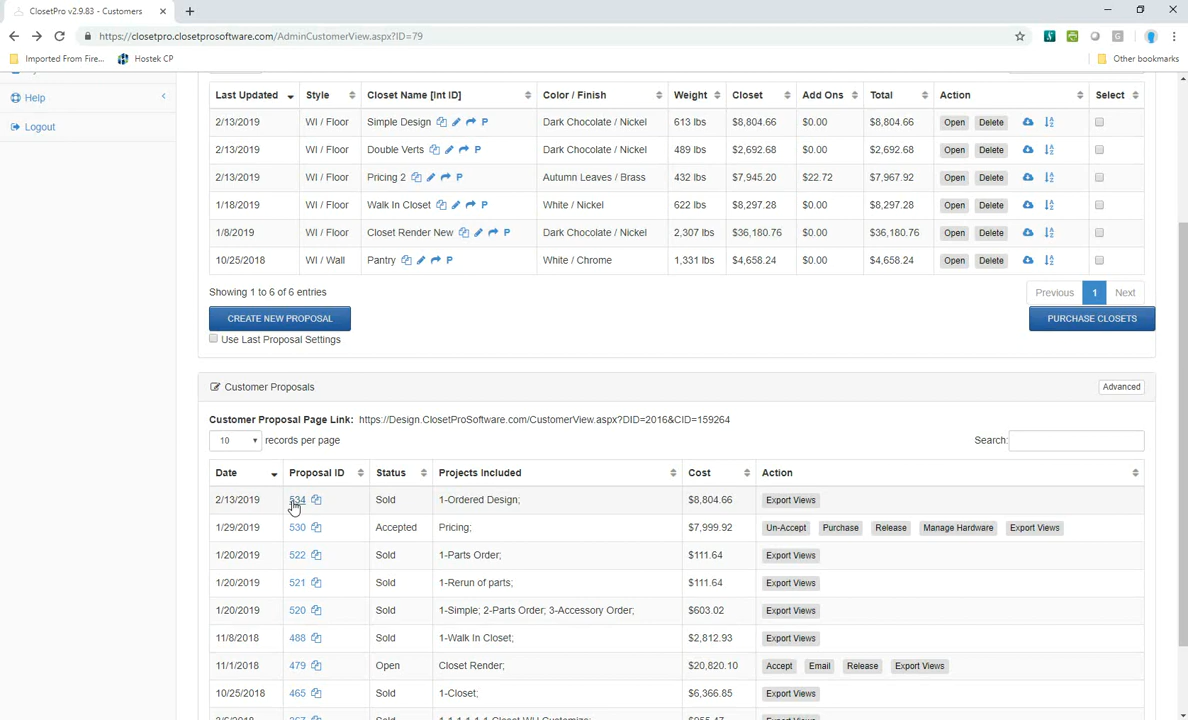 ClosetPro v2.9.83 - Customers
https://closetpro.closetprosoftware.com/AdminCustomerView.aspx?ID=79
Imported From Fire... Hostek CP Other bookmarks
Help
Logout
Last Updated Style Closet Name [Int ID] Color / Finish Weight Closet Add Ons Total Action Select
2/13/2019 WI / Floor Simple Design P Dark Chocolate / Nickel 613 lbs $8,804.66 $0.00 $8,804.66 Open Delete
2/13/2019 WI / Floor Double Verts P Dark Chocolate / Nickel 489 lbs $2,692.68 $0.00 $2,692.68 Open Delete
2/13/2019 WI / Floor Pricing 2 P Autumn Leaves / Brass 432 lbs $7,945.20 $22.72 $7,967.92 Open Delete
1/18/2019 WI / Floor Walk In Closet P White / Nickel 622 lbs $8,297.28 $0.00 $8,297.28 Open Delete
1/8/2019 WI / Floor Closet Render New P Dark Chocolate / Nickel 2,307 lbs $36,180.76 $0.00 $36,180.76 Open Delete
10/25/2018 WI / Wall Pantry P White / Chrome 1,331 lbs $4,658.24 $0.00 $4,658.24 Open Delete
Showing 1 to 6 of 6 entries Previous 1 Next
CREATE NEW PROPOSAL PURCHASE CLOSETS
Use Last Proposal Settings
Customer Proposals Advanced
Customer Proposal Page Link: https://Design.ClosetProSoftware.com/CustomerView.aspx?DID=2016&CID=159264
10 records per page Search:
Date Proposal ID Status Projects Included Cost Action
2/13/2019 534 Sold 1-Ordered Design; $8,804.66 Export Views
1/29/2019 530 Accepted Pricing; $7,999.92 Un-Accept Purchase Release Manage Hardware Export Views
1/20/2019 522 Sold 1-Parts Order; $111.64 Export Views
1/20/2019 521 Sold 1-Rerun of parts; $111.64 Export Views
1/20/2019 520 Sold 1-Simple; 2-Parts Order; 3-Accessory Order; $603.02 Export Views
11/8/2018 488 Sold 1-Walk In Closet; $2,812.93 Export Views
11/1/2018 479 Open Closet Render; $20,820.10 Accept Email Release Export Views
10/25/2018 465 Sold 1-Closet; $6,366.85 Export Views